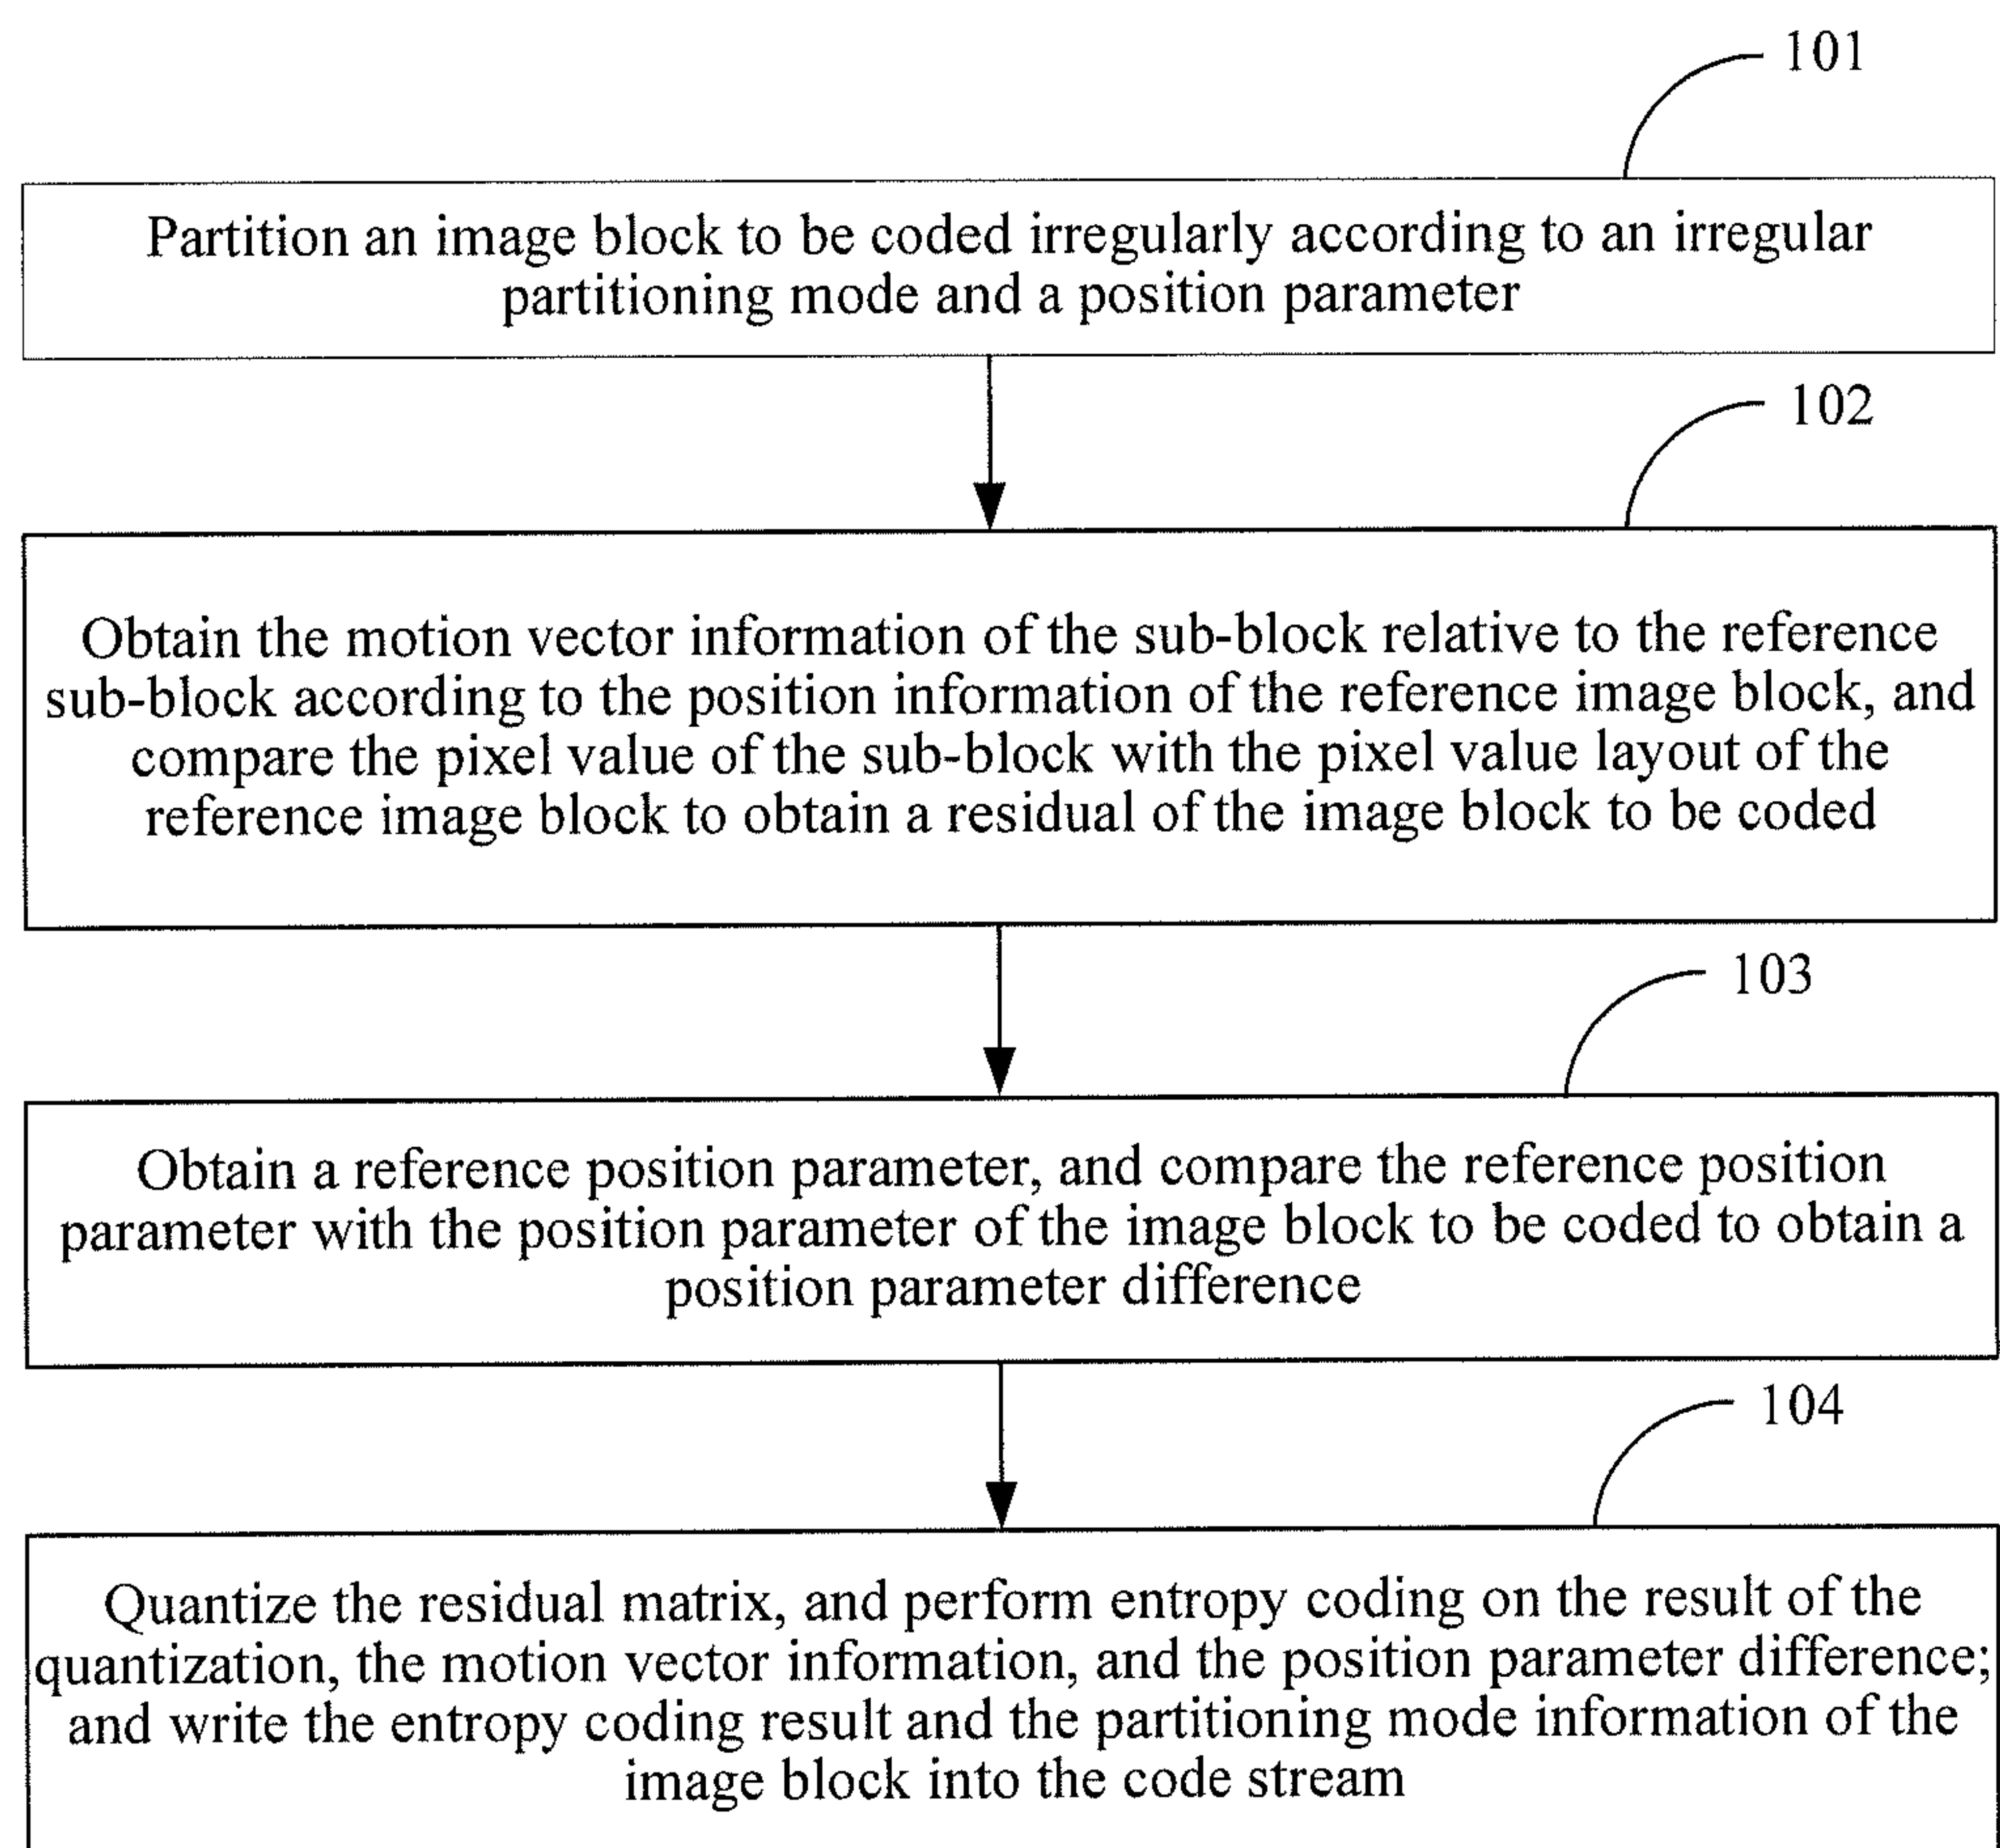 101
Partition an image block to be coded irregularly according to an irregular
partitioning mode and a position parameter
102
Obtain the motion vector information of the sub-block relative to the reference
sub-block according to the position information of the reference image block, and
compare the pixel value of the sub-block with the pixel value layout of the
reference image block to obtain a residual of the image block to be coded
103
Obtain a reference position parameter, and compare the reference position
parameter with the position parameter of the image block to be coded to obtain a
position parameter difference
104
Quantize the residual matrix, and perform entropy coding on the result of the
quantization, the motion vector information, and the position parameter difference;
and write the entropy coding result and the partitioning mode information of the
image block into the code stream